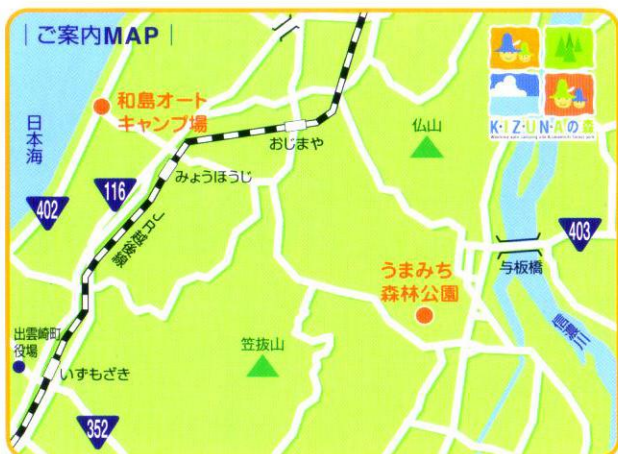 ご案内MAP
和島オート
キャンプ場
日本海
おじまや
仏山
K・I・Z・U・N・Aの森
みょうほうじ
116
402
JR越後線
403
与板橋
うまみち
森林公園
信濃川
出雲崎町
役場
笠抜山
いずもざき
352